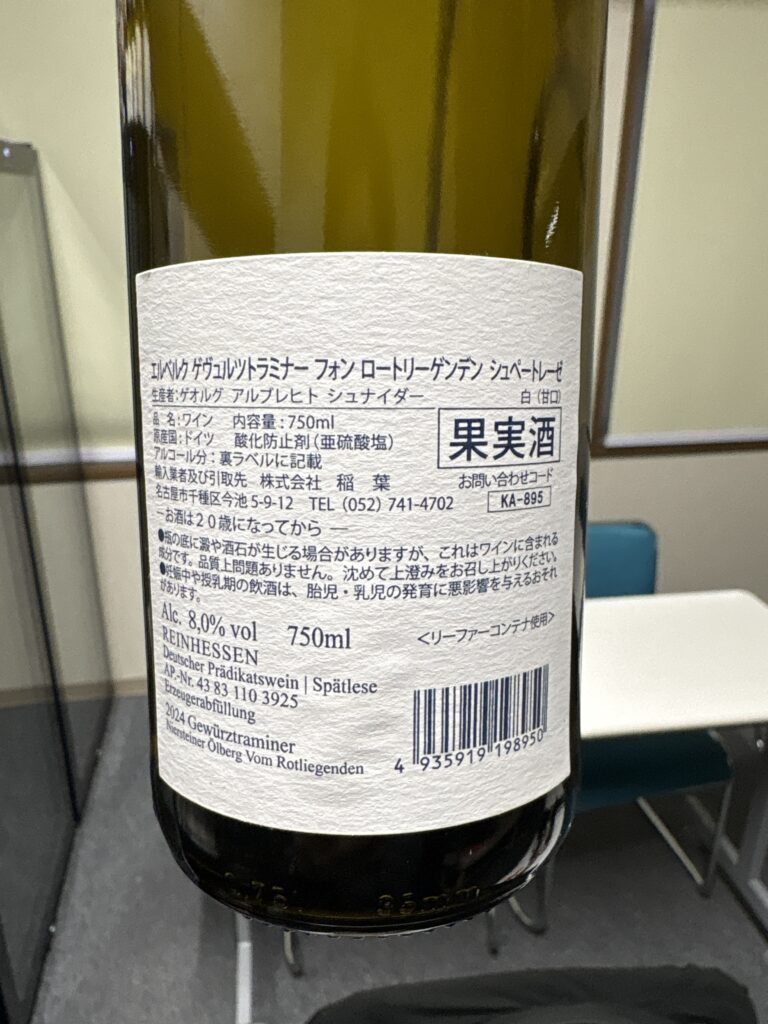 エルベルク ゲヴュルツトラミナー フォン ロートリーゲンデン シュペートレーゼ
生産者:ゲオルグ アルブレヒト シュナイダー 白（甘口）
品 名:ワイン 内容量:750ml
原産国:ドイツ 酸化防止剤（亜硫酸塩）
アルコール分：裏ラベルに記載
果実酒
輸入業者及び引取先 株式会社 稲 葉
名古屋市千種区今池 5-9-12 TEL（052）741-4702
お問い合わせコード
KA-895
―お酒は２０歳になってから ―
●瓶の底に澱や酒石が生じる場合がありますが、これはワインに含まれる
成分です。品質上問題ありません。沈めて上澄みをお召し上がりください。
●妊娠中や授乳期の飲酒は、胎児・乳児の発育に悪影響を与えるおそれ
があります。
Alc. 8,0% vol 750ml
＜リーファーコンテナ使用＞
REINHESSEN
Deutscher Prädikatswein | Spätlese
AP.-Nr. 43 83 110 3925
Erzeugerabfüllung
2024 Gewürztraminer
Niersteiner Ölberg Vom Rotliegenden
4 935919 198950
35mm